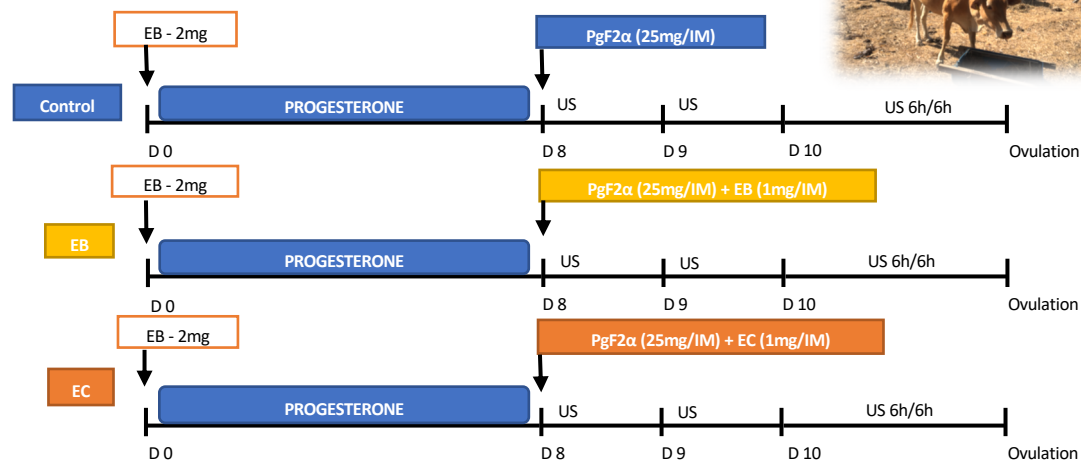 EB - 2mg
PgF2α (25mg/IM)
Control
PROGESTERONE
US
US
US 6h/6h
D 0
D 8
D 9
D 10
Ovulation
EB - 2mg
PgF2α (25mg/IM) + EB (1mg/IM)
EB
PROGESTERONE
US
US
US 6h/6h
D 0
D 8
D 9
D 10
Ovulation
EB - 2mg
PgF2α (25mg/IM) + EC (1mg/IM)
EC
PROGESTERONE
US
US
US 6h/6h
D 0
D 8
D 9
D 10
Ovulation